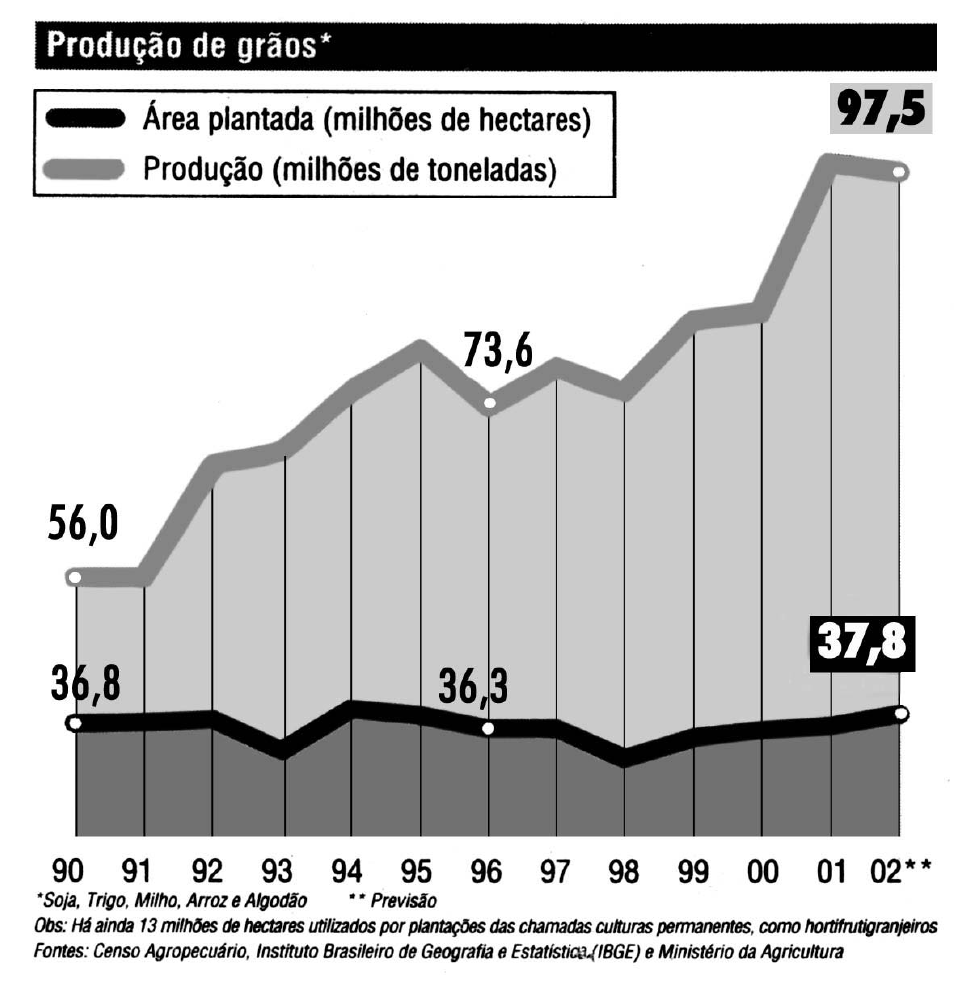 Produção de grãos*
Área plantada (milhões de hectares)
Produção (milhões de toneladas)
97,5
73,6
56,0
37,8
36,8
36,3
90 91 92 93 94 95 96 97 98 99 00 01 02**
*Soja, Trigo, Milho, Arroz e Algodão ** Previsão
Obs: Há ainda 13 milhões de hectares utilizados por plantações das chamadas culturas permanentes, como hortifrutigranjeiros
Fontes: Censo Agropecuário, Instituto Brasileiro de Geografia e Estatística (IBGE) e Ministério da Agricultura